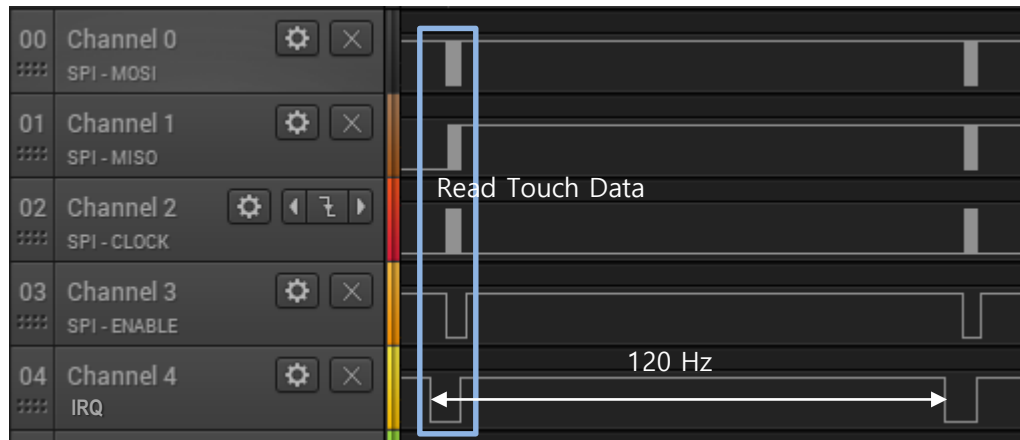 00 Channel 0
SPI - MOSI
01 Channel 1
SPI - MISO
Read Touch Data
02 Channel 2
SPI - CLOCK
03 Channel 3
SPI - ENABLE
120 Hz
04 Channel 4
IRQ